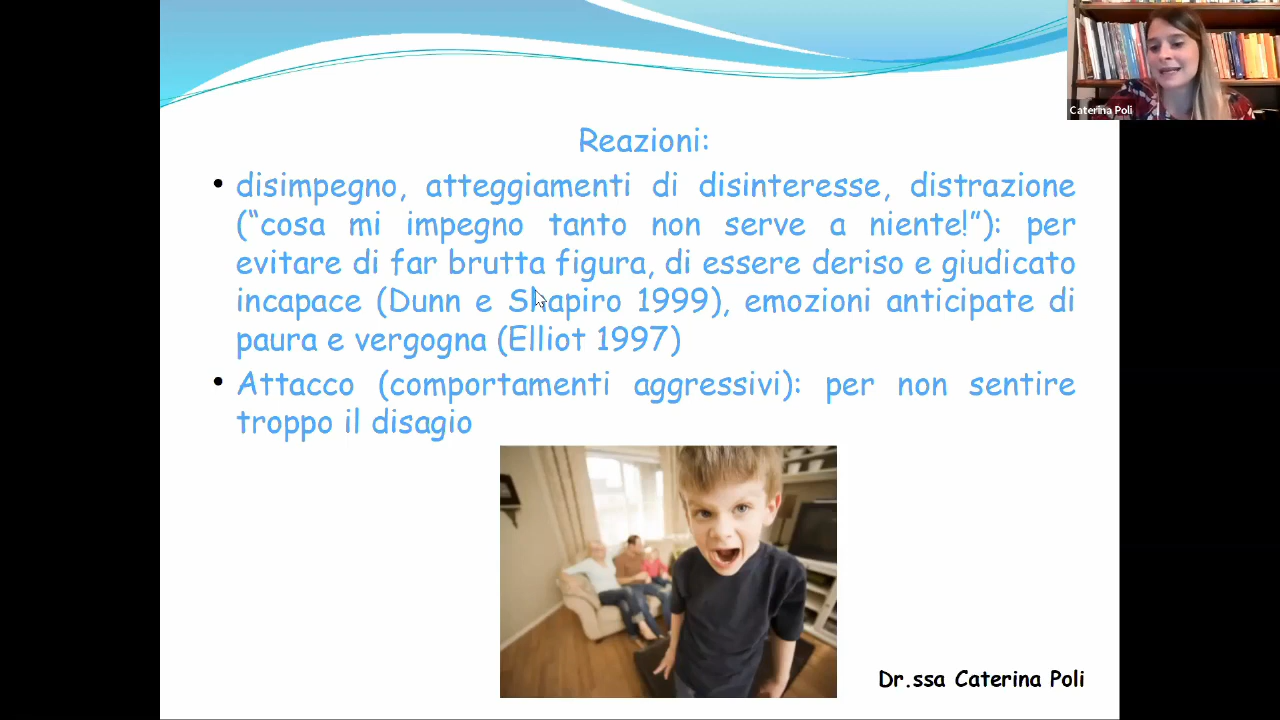 Caterina Poli
Reazioni:
• disimpegno, atteggiamenti di disinteresse, distrazione
(“cosa mi impegno tanto non serve a niente!”): per
evitare di far brutta figura, di essere deriso e giudicato
incapace (Dunn e Shapiro 1999), emozioni anticipate di
paura e vergogna (Elliot 1997)
• Attacco (comportamenti aggressivi): per non sentire
troppo il disagio
Dr.ssa Caterina Poli